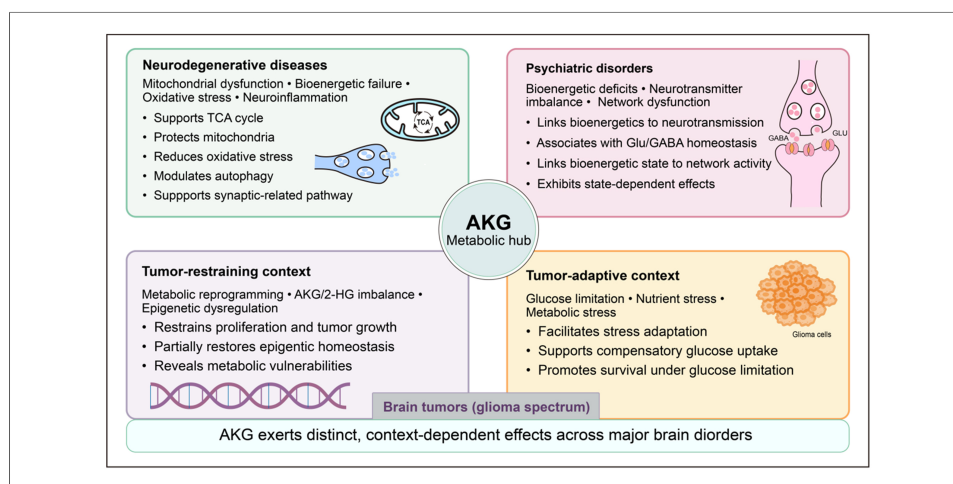 Neurodegenerative diseases
Mitochondrial dysfunction • Bioenergetic failure •
Oxidative stress • Neuroinflammation
• Supports TCA cycle
• Protects mitochondria
• Reduces oxidative stress
• Modulates autophagy
• Suppports synaptic-related pathway
TCA
Psychiatric disorders
Bioenergetic deficits • Neurotransmitter
imbalance • Network dysfunction
• Links bioenergetics to neurotransmission
• Associates with Glu/GABA homeostasis
• Links bioenergetic state to network activity
• Exhibits state-dependent effects
GABA
GLU
AKG
Metabolic hub
Tumor-restraining context
Metabolic reprogramming • AKG/2-HG imbalance •
Epigenetic dysregulation
• Restrains proliferation and tumor growth
• Partially restores epigentic homeostasis
• Reveals metabolic vulnerabilities
Tumor-adaptive context
Glucose limitation • Nutrient stress •
Metabolic stress
• Facilitates stress adaptation
• Supports compensatory glucose uptake
• Promotes survival under glucose limitation
Glioma cells
Brain tumors (glioma spectrum)
AKG exerts distinct, context-dependent effects across major brain diorders